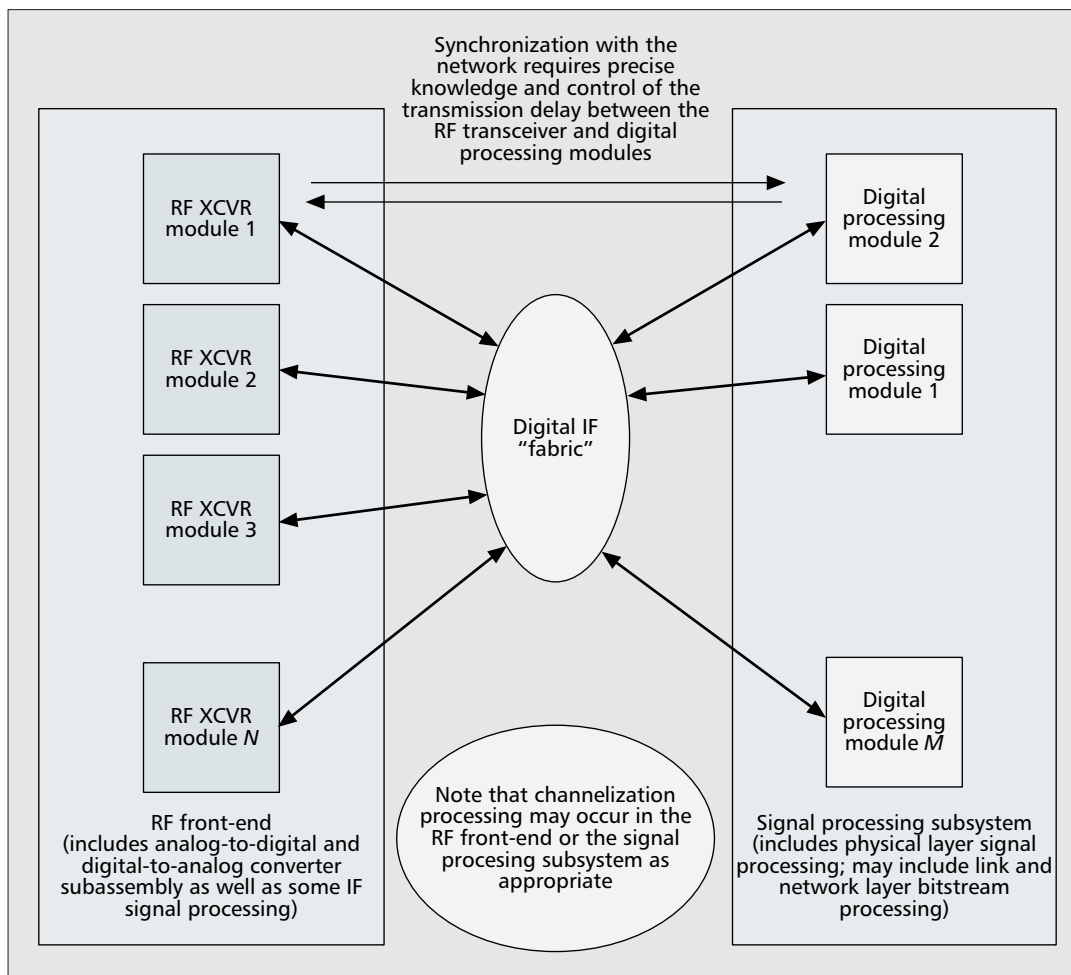 Synchronization with the
network requires precise
knowledge and control of the
transmission delay between the
RF transceiver and digital
processing modules
RF XCVR
module 1
RF XCVR
module 2
RF XCVR
module 3
RF XCVR
module N
RF front-end
(includes analog-to-digital and
digital-to-analog converter
subassembly as well as some IF
signal processing)
Digital IF
“fabric”
Note that channelization
processing may occur in the
RF front-end or the signal
procesing subsystem as
appropriate
Digital
processing
module 2
Digital
processing
module 1
Digital
processing
module M
Signal processing subsystem
(includes physical layer signal
processing; may include link and
network layer bitstream
processing)